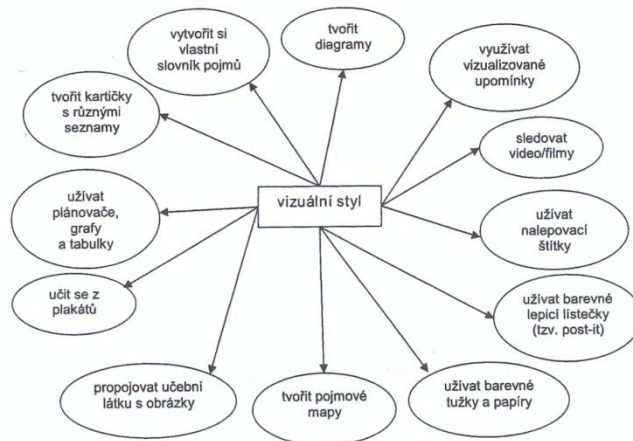 vytvořit si
vlastní
slovník pojmů
tvořit
diagramy
využívat
vizualizované
upomínky
tvořit kartičky
s různými
seznamy
sledovat
video/filmy
vizuální styl
užívat
plánovače,
grafy
a tabulky
užívat
nalepovací
štítky
učit se z
plakátů
užívat barevné
lepicí lístečky
(tzv. post-it)
propojovat učební
látku s obrázky
tvořit pojmové
mapy
užívat barevné
tužky a papíry